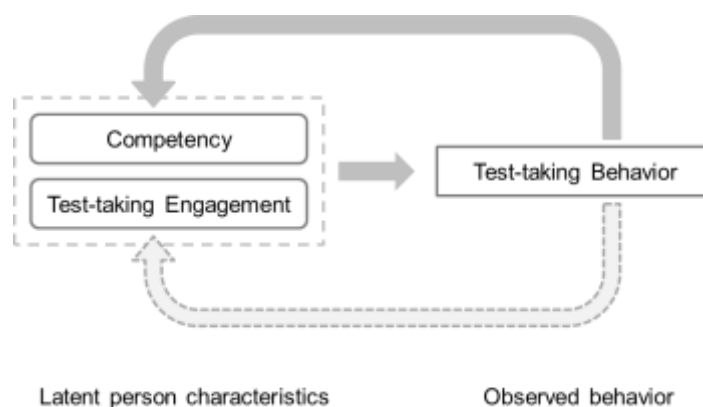 Competency
Test-taking Behavior
Test-taking Engagement
Latent person characteristics
Observed behavior